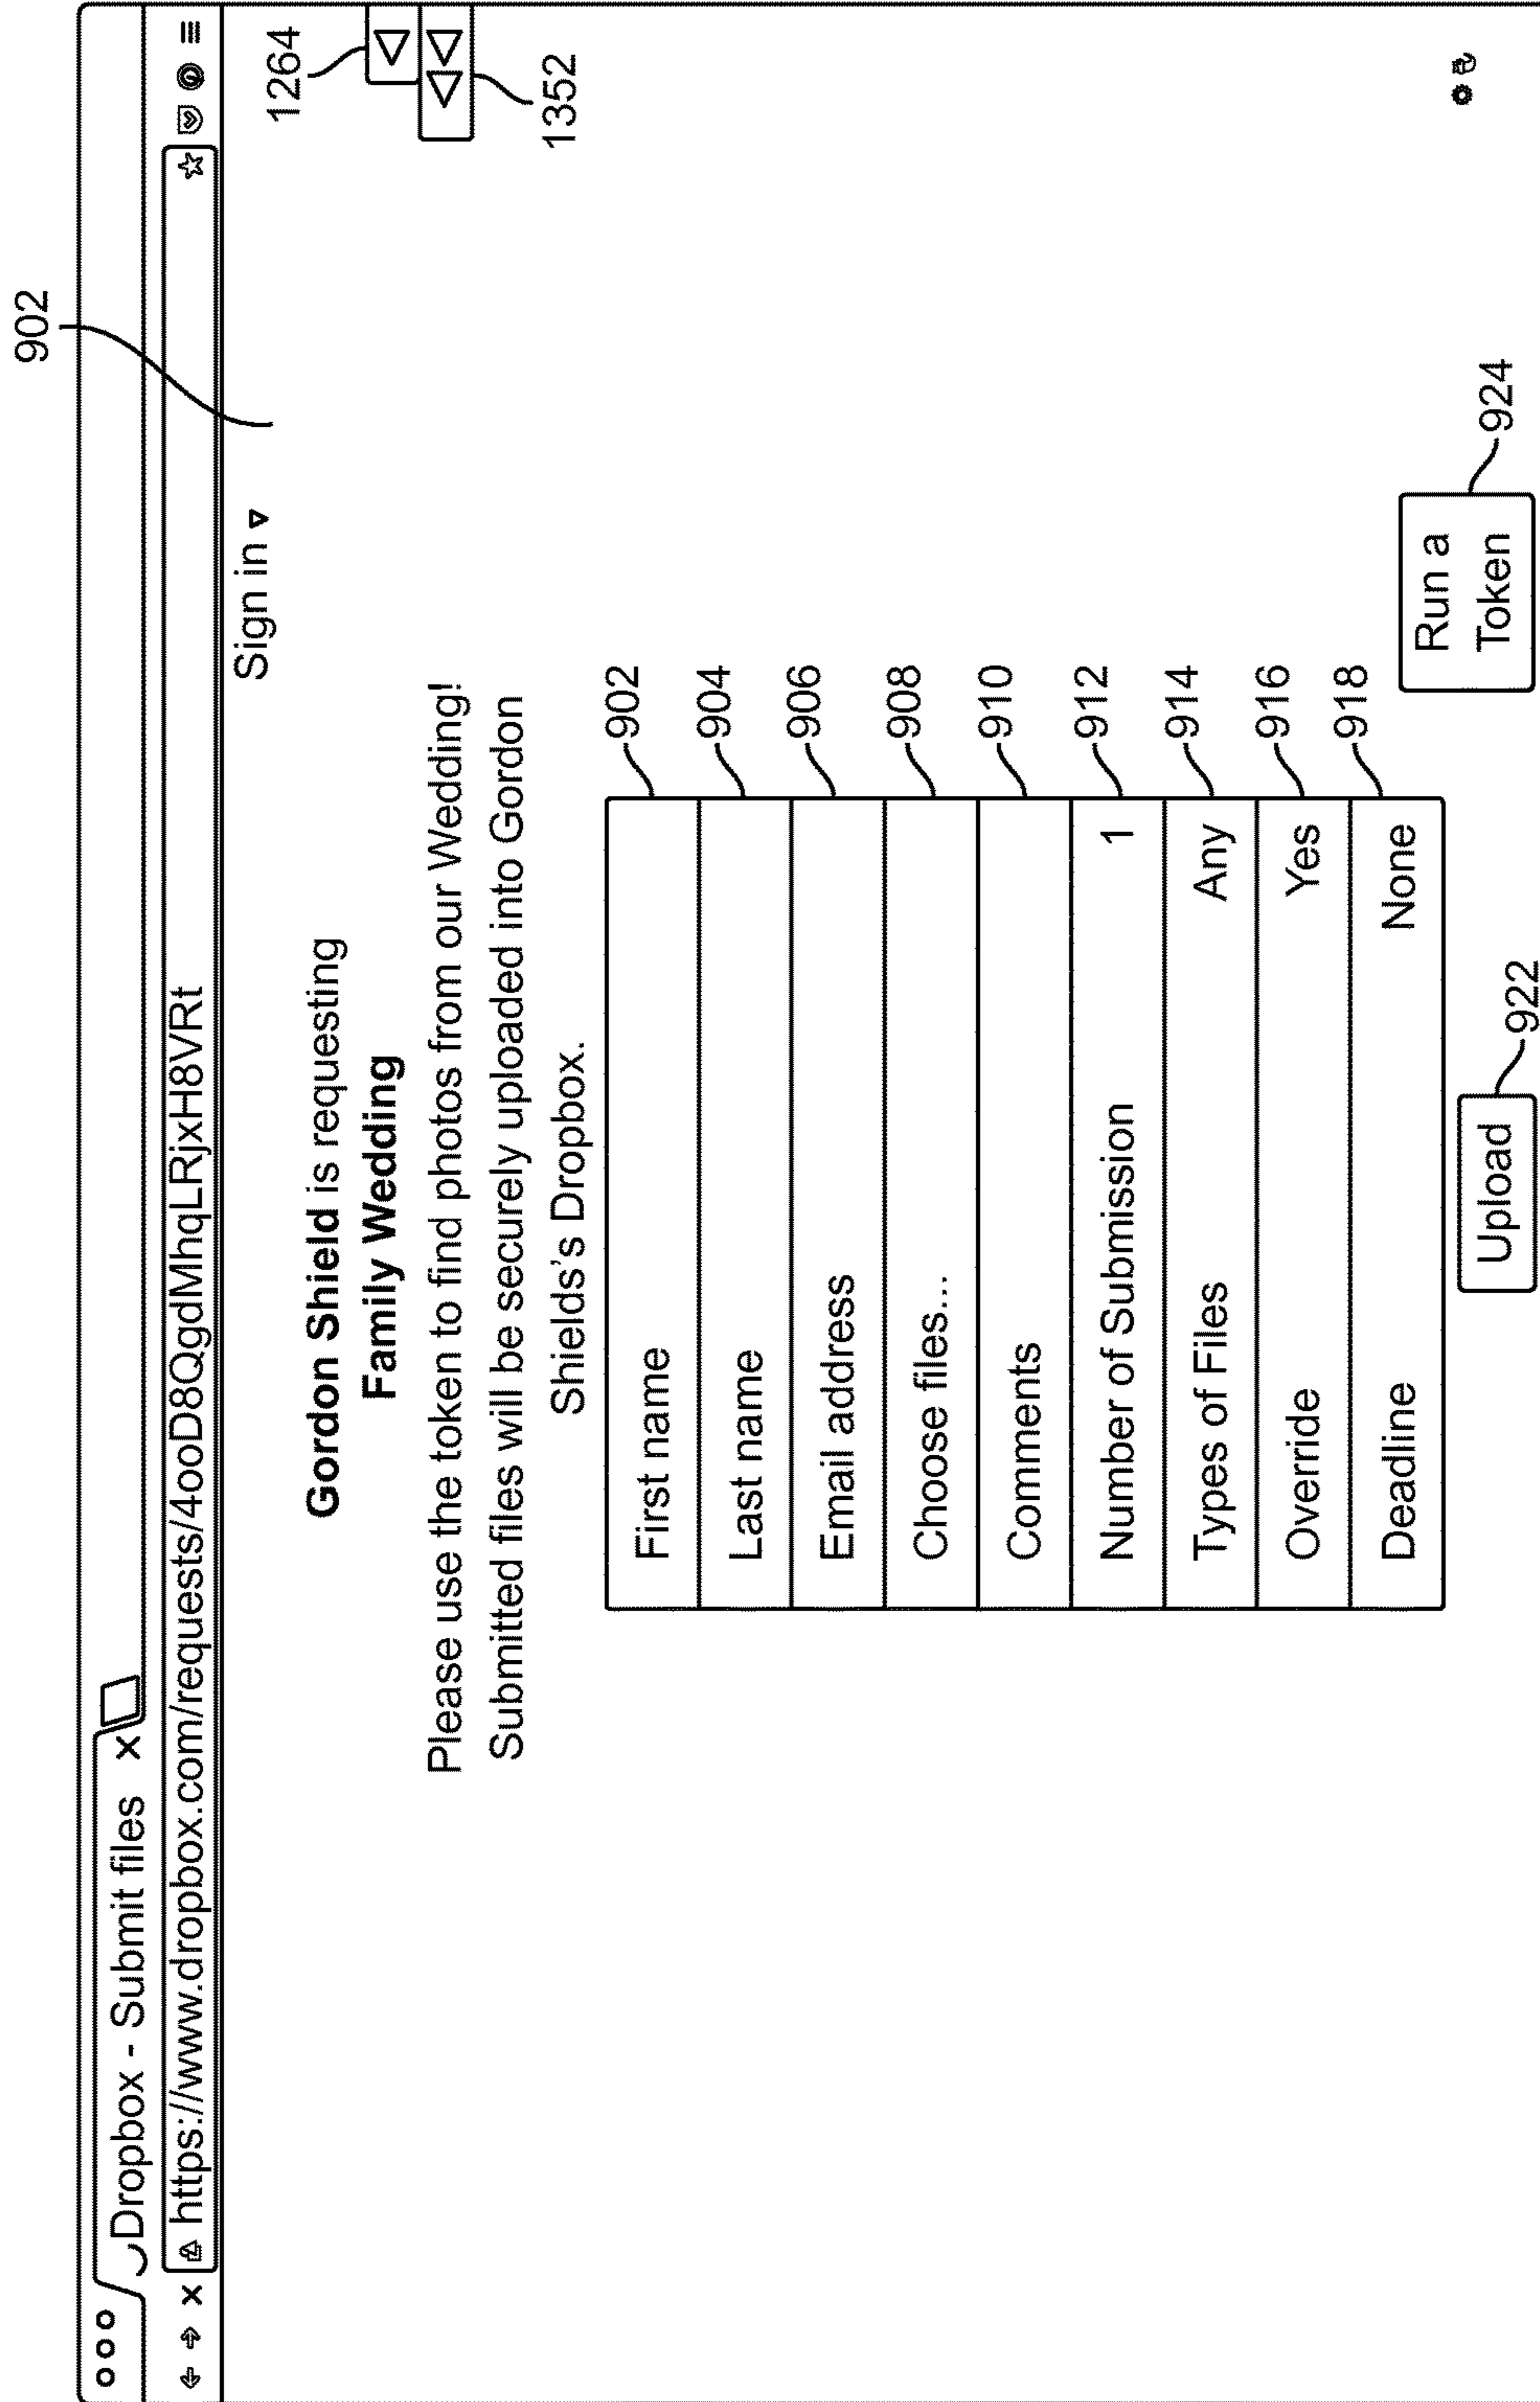 902
Dropbox - Submit files X
https://www.dropbox.com/requests/4ooD8QgdMhqLRjxH8VRt
Sign in
1264
1352
Gordon Shield is requesting
Family Wedding
Please use the token to find photos from our Wedding!
Submitted files will be securely uploaded into Gordon
Shields's Dropbox.
First name 902
Last name 904
Email address 906
Choose files... 908
Comments 910
Number of Submission 1 912
Types of Files Any 914
Override Yes 916
Deadline None 918
Upload 922
Run a
Token
924